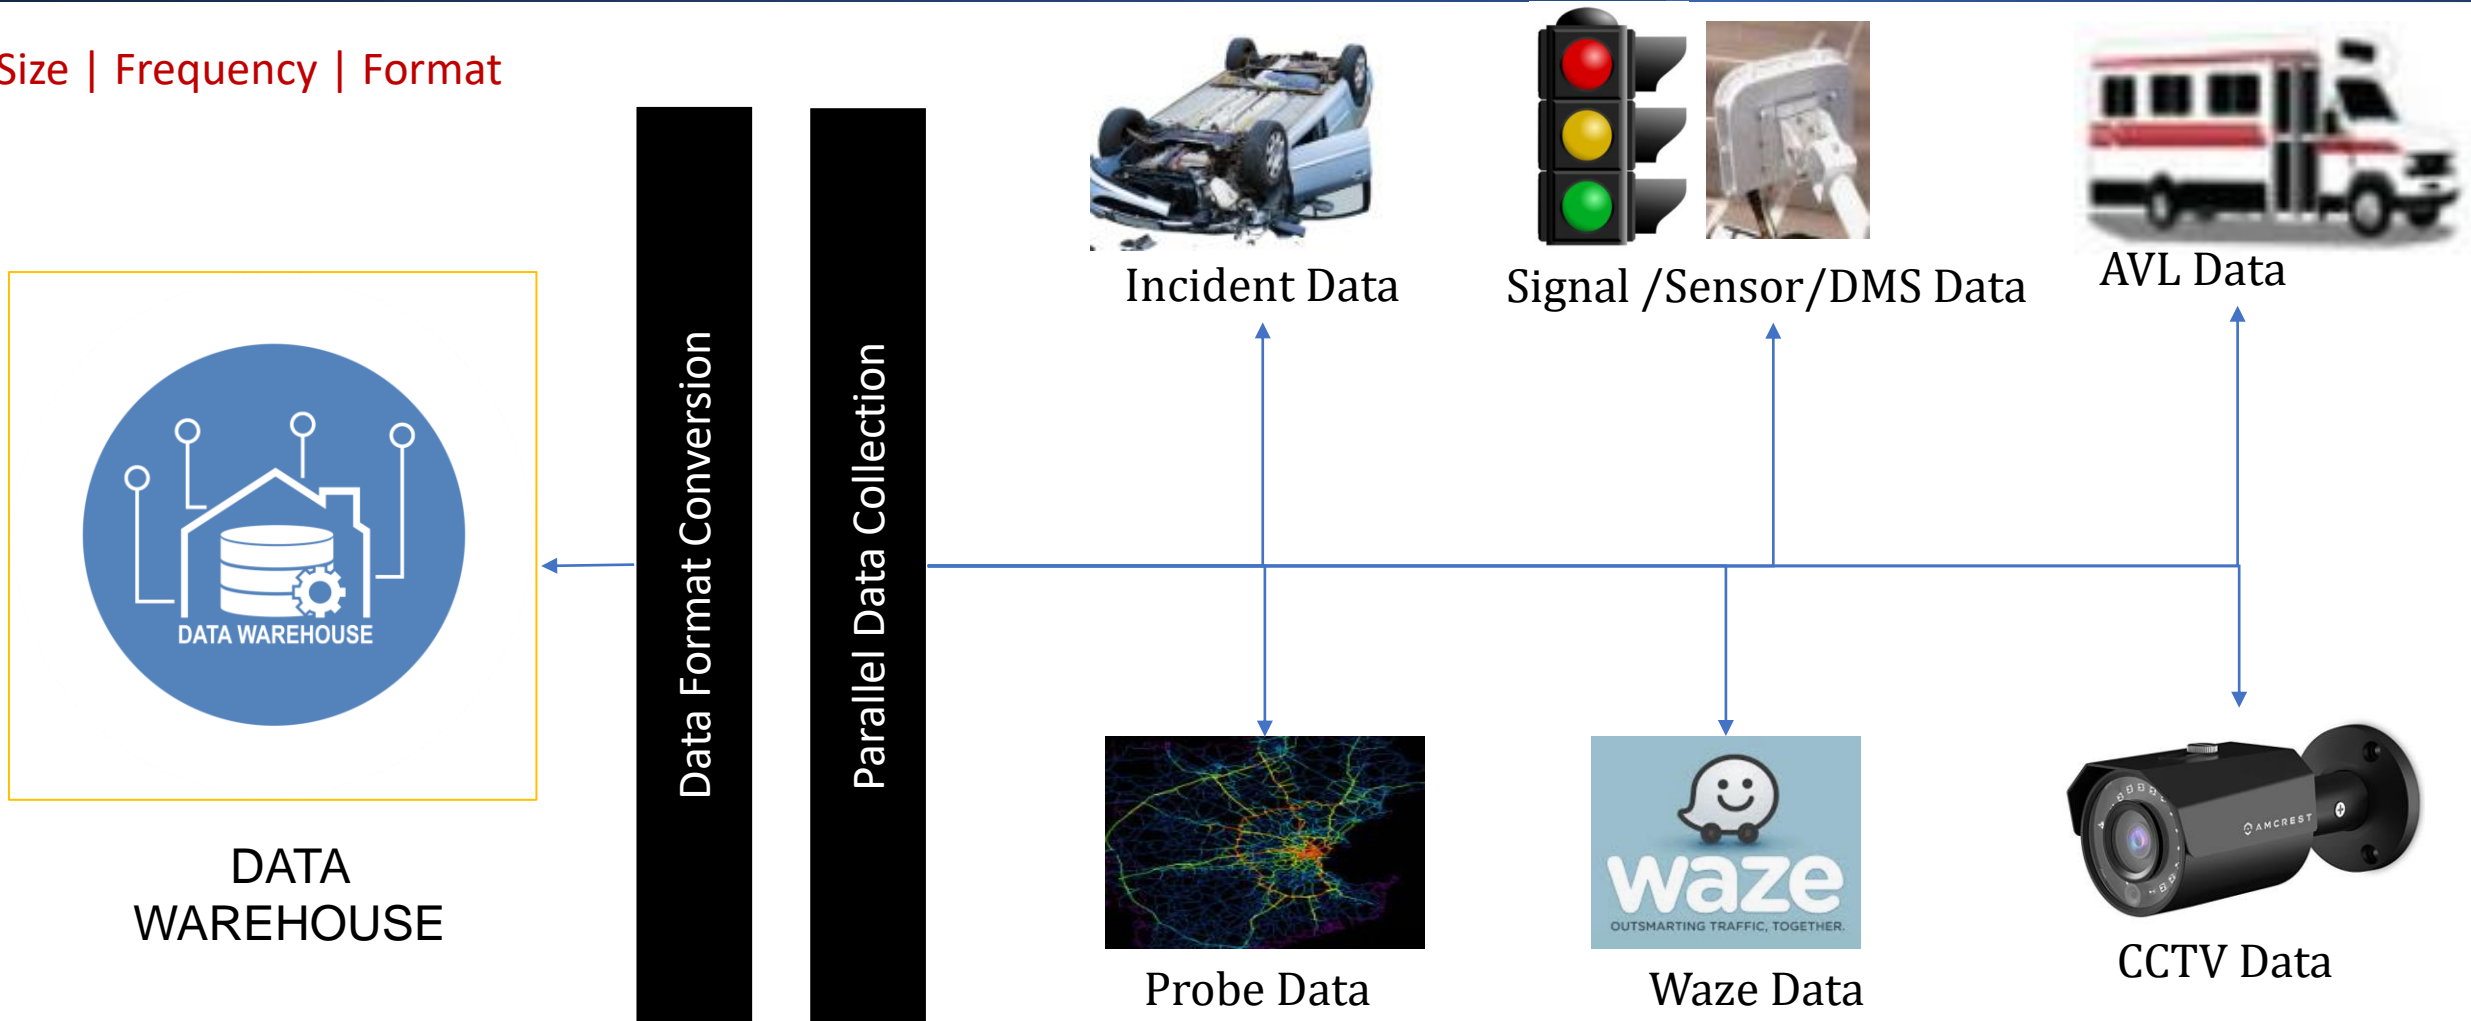 Size | Frequency | Format
Data Format Conversion
Parallel Data Collection
Incident Data
Signal /Sensor/DMS Data
AVL Data
DATA WAREHOUSE
DATA
WAREHOUSE
waze
OUTSMARTING TRAFFIC, TOGETHER.
AMCREST
Probe Data
Waze Data
CCTV Data